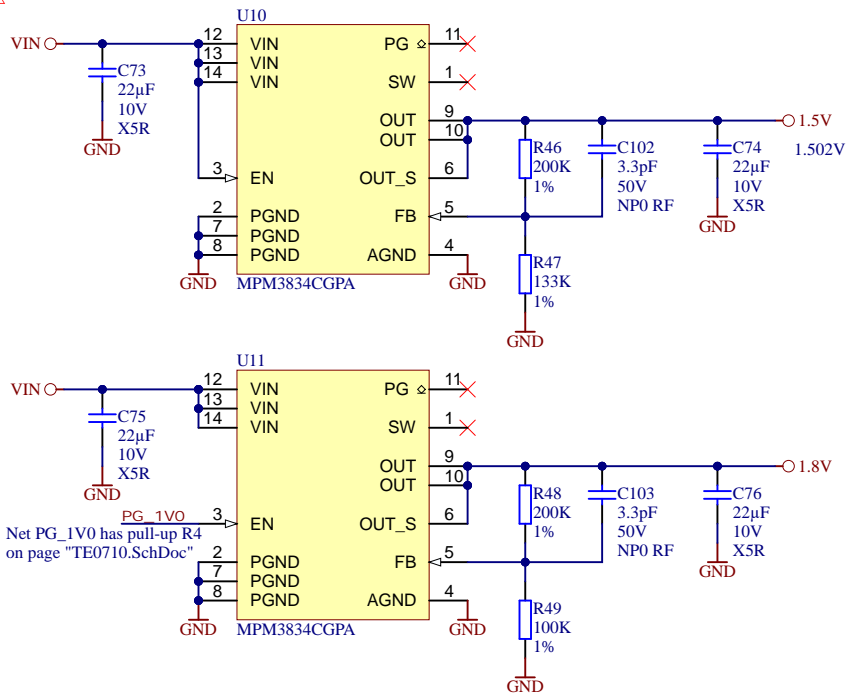 U10
VIN
12 VIN PG 11
13 VIN
14 VIN SW 1
C73
22µF
10V
X5R
GND
OUT 9
OUT 10
3 EN OUT_S 6
2 PGND FB 5
7 PGND
8 PGND AGND 4
GND
MPM3834CGPA
GND
R46
200K
1%
C102
3.3pF
50V
NP0 RF
C74
22µF
10V
X5R
GND
1.5V
1.502V
R47
133K
1%
GND
U11
VIN
12 VIN PG 11
13 VIN
14 VIN SW 1
C75
22µF
10V
X5R
GND
OUT 9
OUT 10
PG_1V0
3 EN OUT_S 6
Net PG_1V0 has pull-up R4
on page "TE0710.SchDoc"
2 PGND FB 5
7 PGND
8 PGND AGND 4
GND
MPM3834CGPA
GND
R48
200K
1%
C103
3.3pF
50V
NP0 RF
C76
22µF
10V
X5R
GND
1.8V
R49
100K
1%
GND